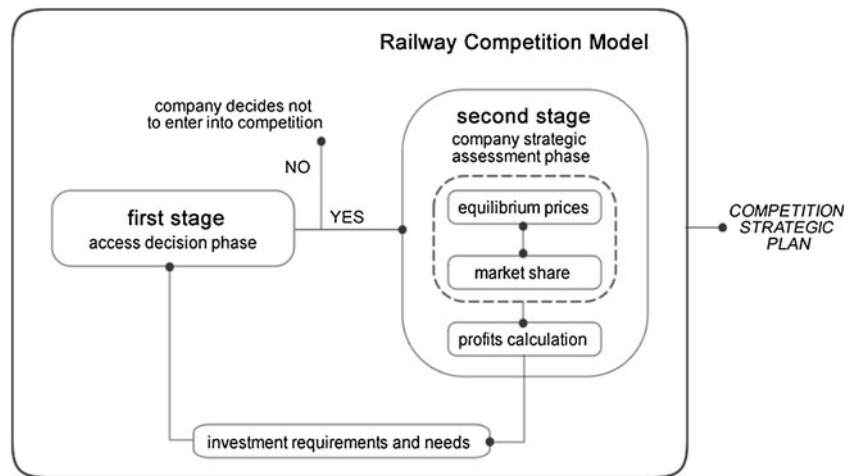 Railway Competition Model
company decides not
to enter into competition
NO
YES
first stage
access decision phase
second stage
company strategic
assessment phase
equilibrium prices
market share
profits calculation
investment requirements and needs
COMPETITION
STRATEGIC
PLAN